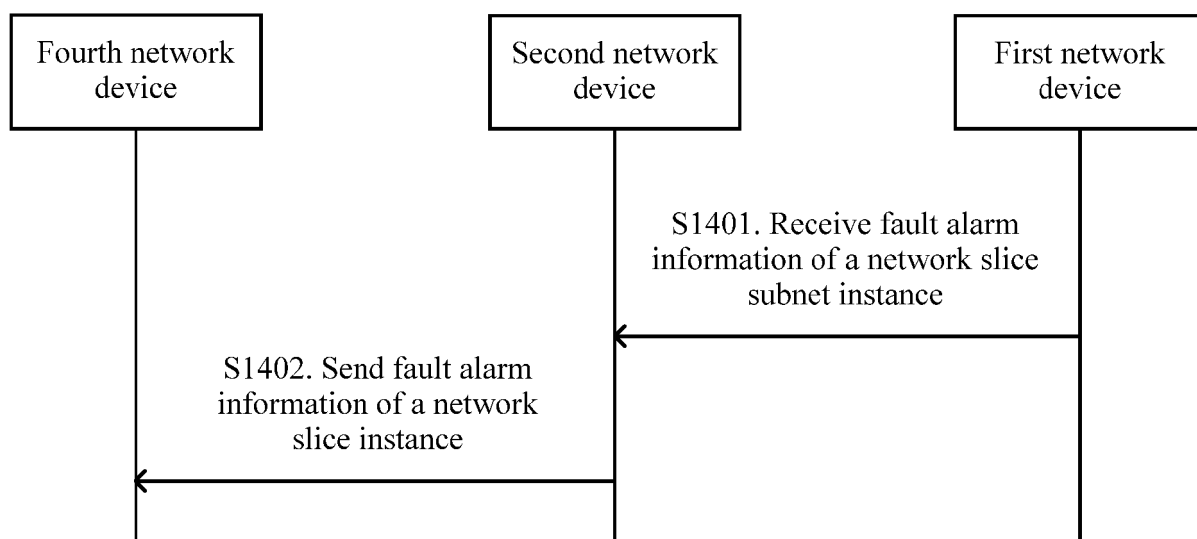 Fourth network
device
Second network
device
First network
device
S1401. Receive fault alarm
information of a network slice
subnet instance
S1402. Send fault alarm
information of a network
slice instance